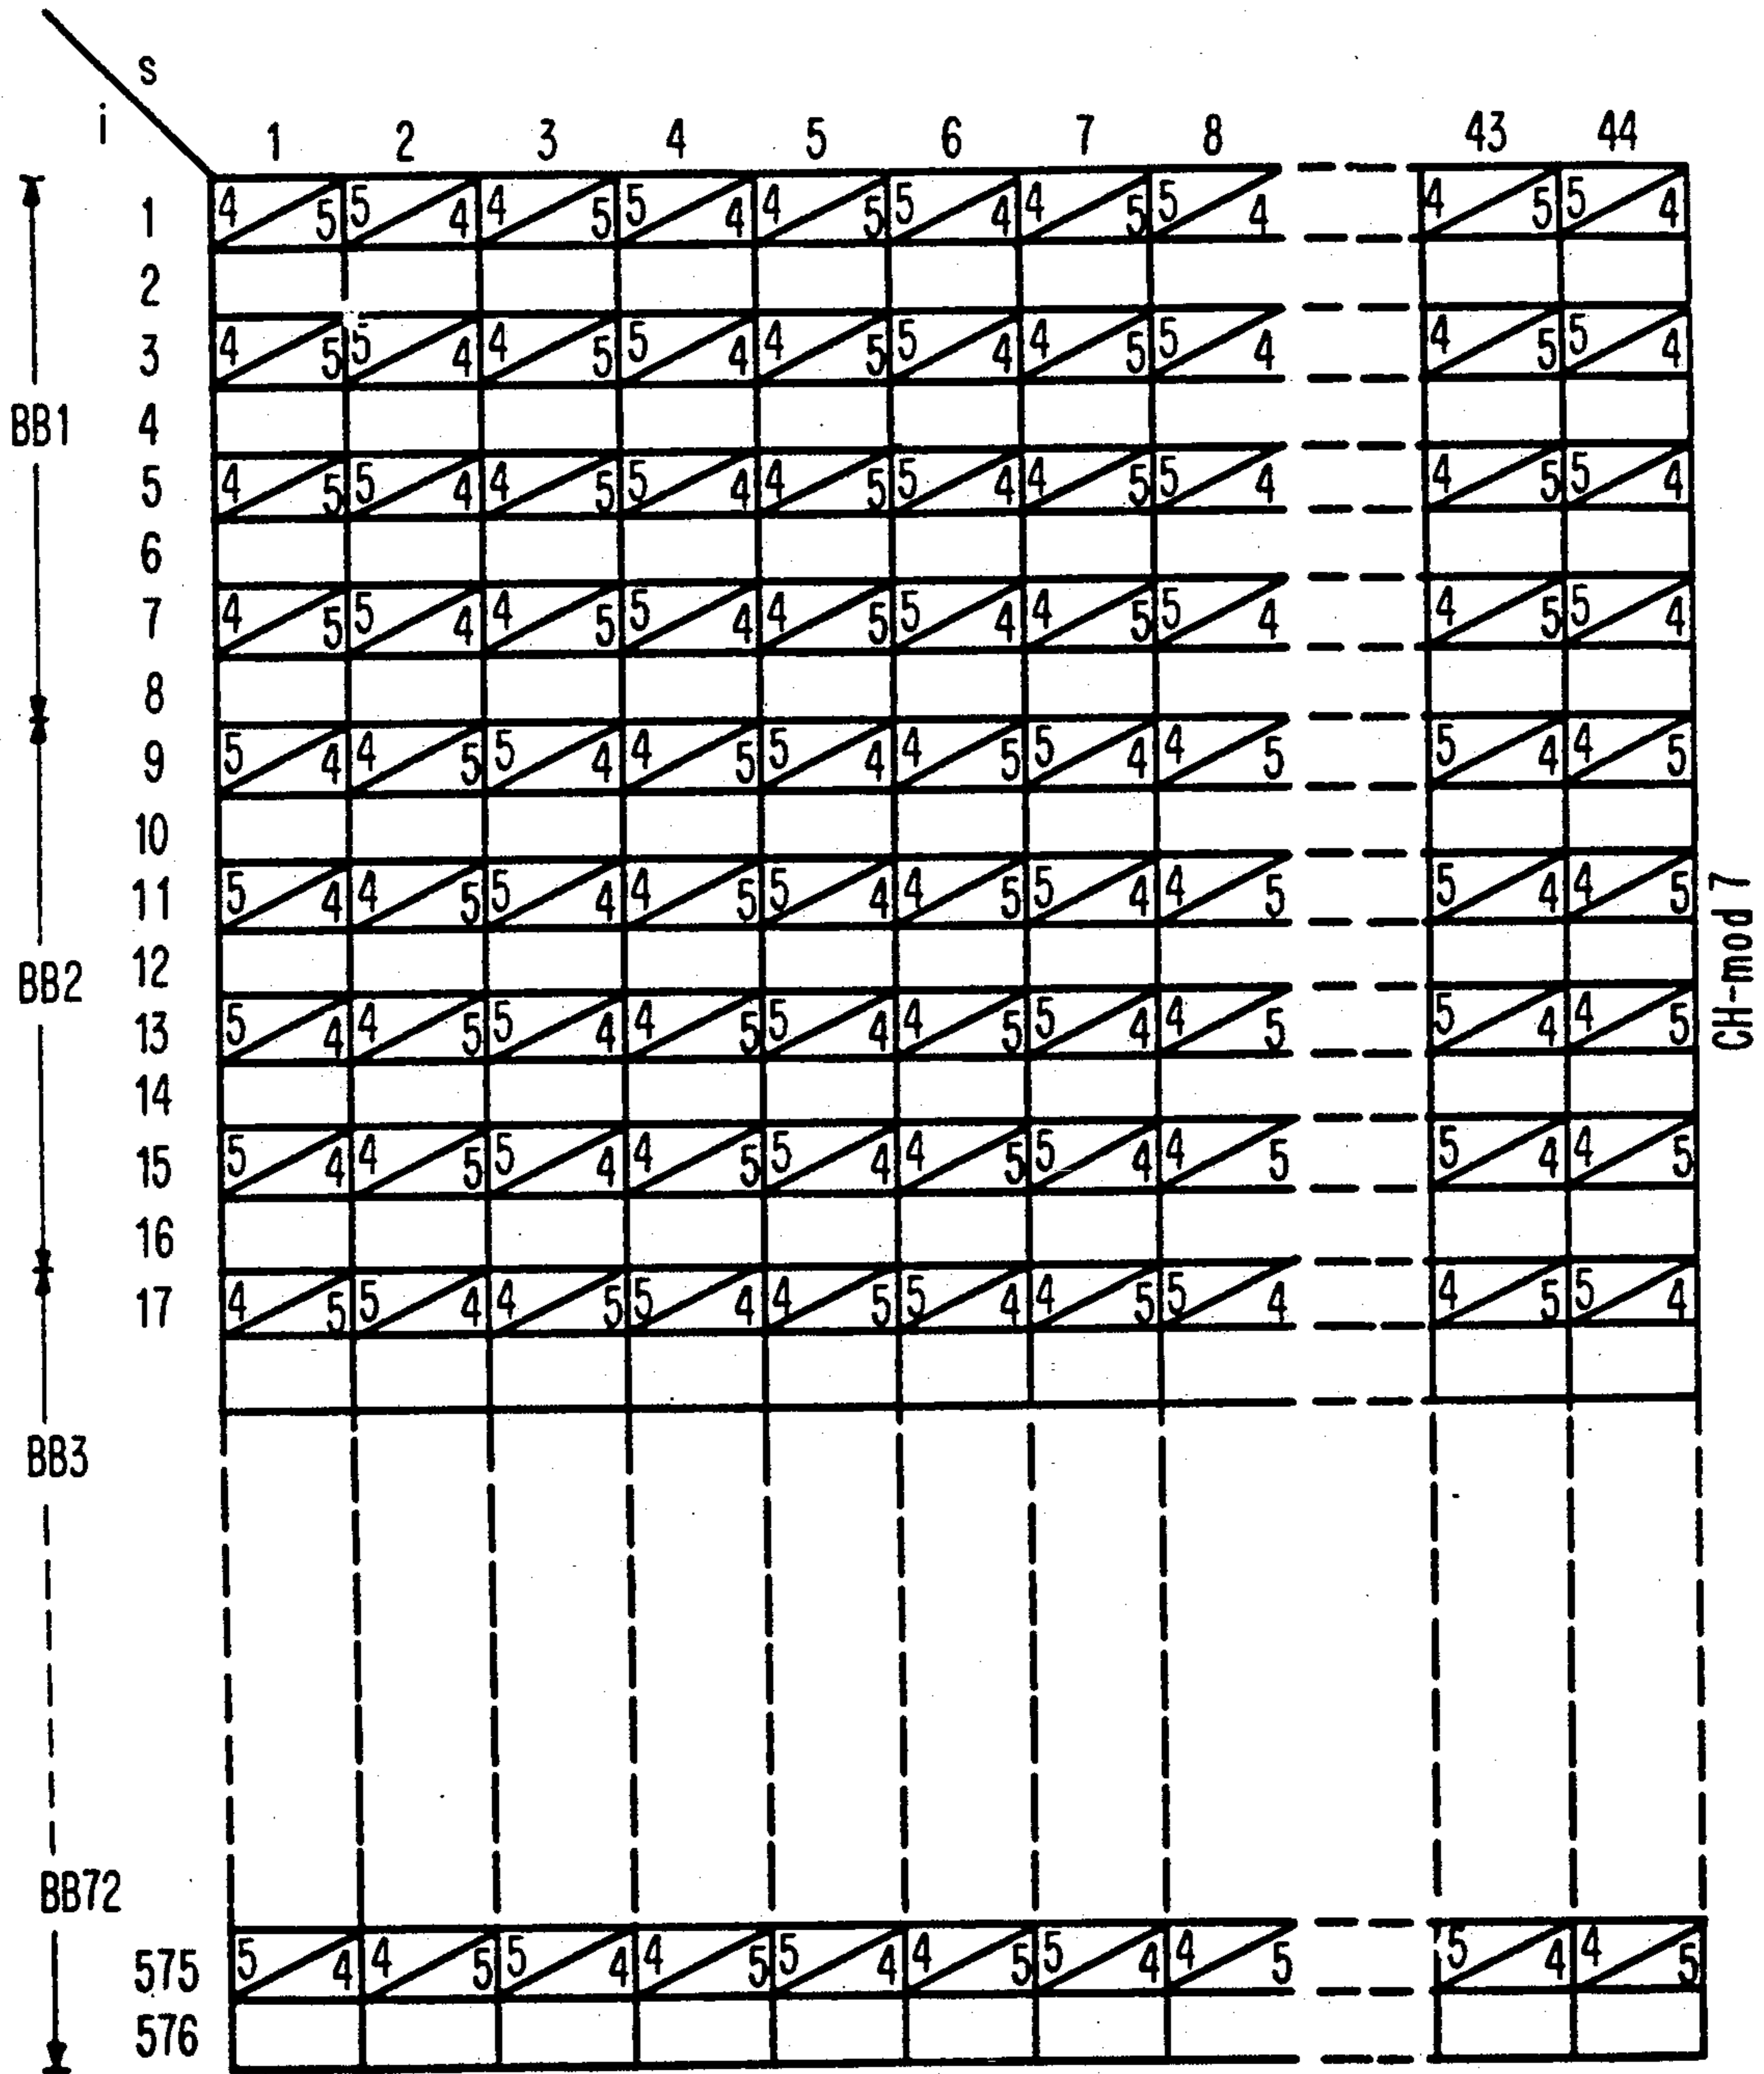 s
i
1 2 3 4 5 6 7 8 43 44
1 4 5 5 4 4 5 5 4 4 5 5 4 4 5 5 4 4 5 5 4
2
3 4 5 5 4 4 5 5 4 4 5 5 4 4 5 5 4 4 5 5 4
BB1 4
5 4 5 5 4 4 5 5 4 4 5 5 4 4 5 5 4 4 5 5 4
6
7 4 5 5 4 4 5 5 4 4 5 5 4 4 5 5 4 4 5 5 4
8
9 5 4 4 5 5 4 4 5 5 4 4 5 5 4 4 5 5 4 4 5
10
11 5 4 4 5 5 4 4 5 5 4 4 5 5 4 4 5 5 4 4 5
12
BB2
13 5 4 4 5 5 4 4 5 5 4 4 5 5 4 4 5 5 4 4 5
14
15 5 4 4 5 5 4 4 5 5 4 4 5 5 4 4 5 5 4 4 5
16
17 4 5 5 4 4 5 5 4 4 5 5 4 4 5 5 4 4 5 5 4
BB3
BB72
575 5 4 4 5 5 4 4 5 5 4 4 5 5 4 4 5 5 4 4 5
576
CH-mod 7